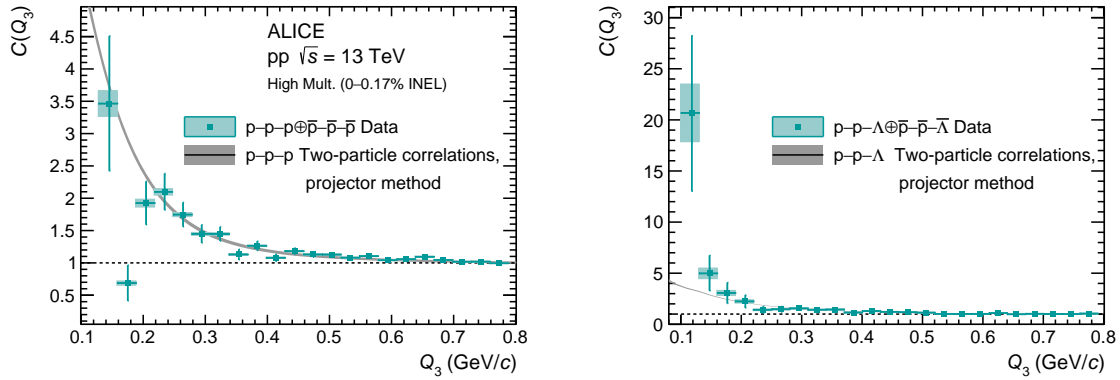 C(Q₃)
4.5
4
3.5
3
2.5
2
1.5
1
0.5
ALICE
pp √s = 13 TeV
High Mult. (0–0.17% INEL)
p–p–p⊕p̅–p̅–p̅ Data
p–p–p Two-particle correlations,
projector method
0.1 0.2 0.3 0.4 0.5 0.6 0.7 0.8
Q₃ (GeV/c)
C(Q₃)
30
25
20
15
10
5
0
p–p–Λ⊕p̅–p̅–Λ̅ Data
p–p–Λ Two-particle correlations,
projector method
0.1 0.2 0.3 0.4 0.5 0.6 0.7 0.8
Q₃ (GeV/c)